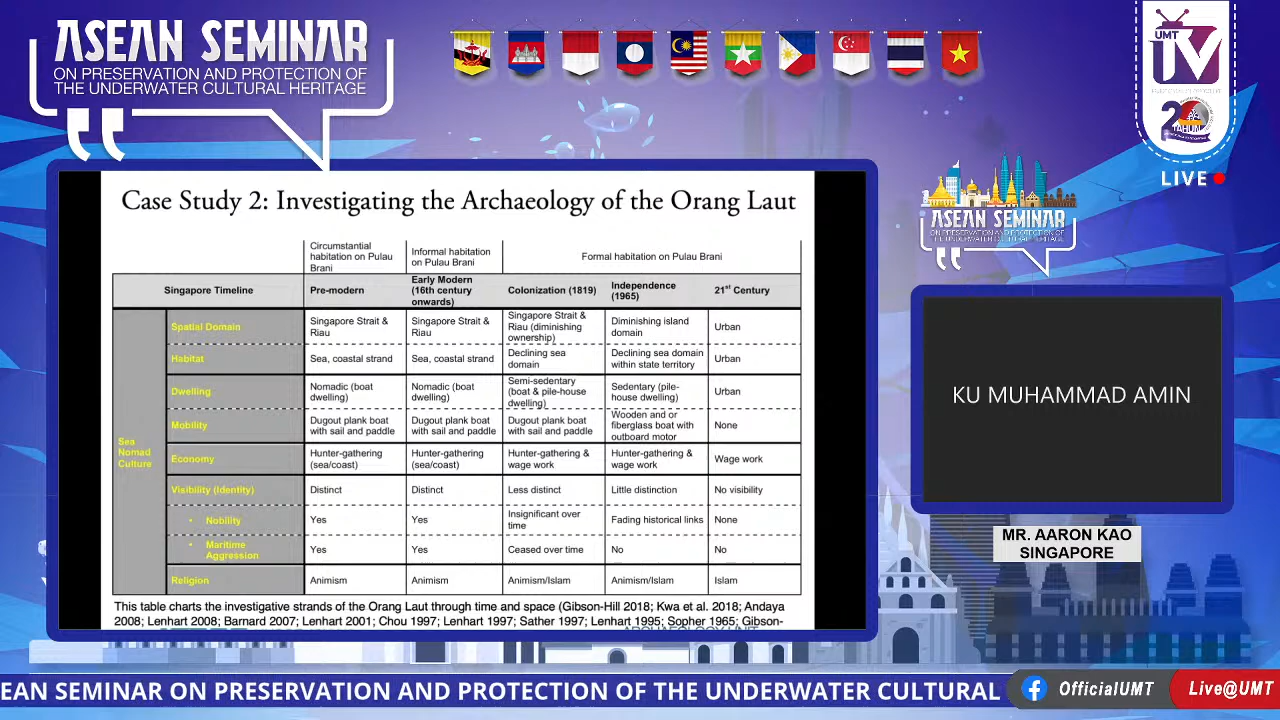 ASEAN SEMINAR
ON PRESERVATION AND PROTECTION OF
THE UNDERWATER CULTURAL HERITAGE
UMT
TV
LIVE
Case Study 2: Investigating the Archaeology of the Orang Laut
Circumstantial habitation on Pulau Brani
Informal habitation on Pulau Brani
Formal habitation on Pulau Brani
Singapore Timeline
Pre-modern
Early Modern (16th century onwards)
Colonization (1819)
Independence (1965)
21st Century
Sea Nomad Culture
Spatial Domain
Singapore Strait & Riau
Singapore Strait & Riau
Singapore Strait & Riau (diminishing ownership)
Diminishing island domain
Urban
Habitat
Sea, coastal strand
Sea, coastal strand
Declining sea domain
Declining sea domain within state territory
Urban
Dwelling
Nomadic (boat dwelling)
Nomadic (boat dwelling)
Semi-sedentary (boat & pile-house dwelling)
Sedentary (pile-house dwelling)
Urban
Mobility
Dugout plank boat with sail and paddle
Dugout plank boat with sail and paddle
Dugout plank boat with sail and paddle
Wooden and or fiberglass boat with outboard motor
None
Economy
Hunter-gathering (sea/coast)
Hunter-gathering (sea/coast)
Hunter-gathering & wage work
Hunter-gathering & wage work
Wage work
Visibility (Identity)
Distinct
Distinct
Less distinct
Little distinction
No visibility
• Nobility
Yes
Yes
Insignificant over time
Fading historical links
None
• Maritime Aggression
Yes
Yes
Ceased over time
No
No
Religion
Animism
Animism
Animism/Islam
Animism/Islam
Islam
This table charts the investigative strands of the Orang Laut through time and space (Gibson-Hill 2018; Kwa et al. 2018; Andaya
2008; Lenhart 2008; Barnard 2007; Lenhart 2001; Chou 1997; Lenhart 1997; Sather 1997; Lenhart 1995; Sopher 1965; Gibson-
ARCHAEOLOGY UNIT
ASEAN SEMINAR
ON PRESERVATION AND PROTECTION OF
THE UNDERWATER CULTURAL HERITAGE
KU MUHAMMAD AMIN
MR. AARON KAO
SINGAPORE
EAN SEMINAR ON PRESERVATION AND PROTECTION OF THE UNDERWATER CULTURAL
OfficialUMT
Live@UMT